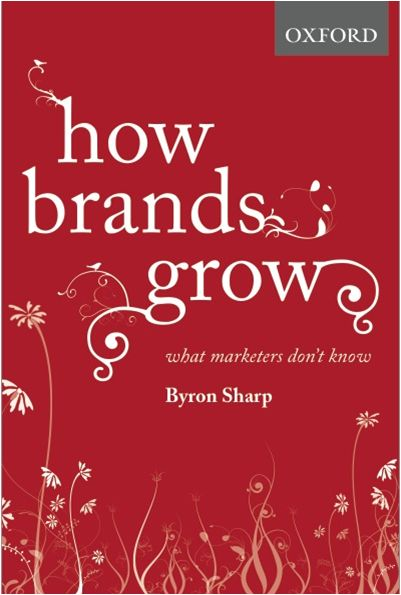 OXFORD
how
brands
grow
what marketers don't know
Byron Sharp